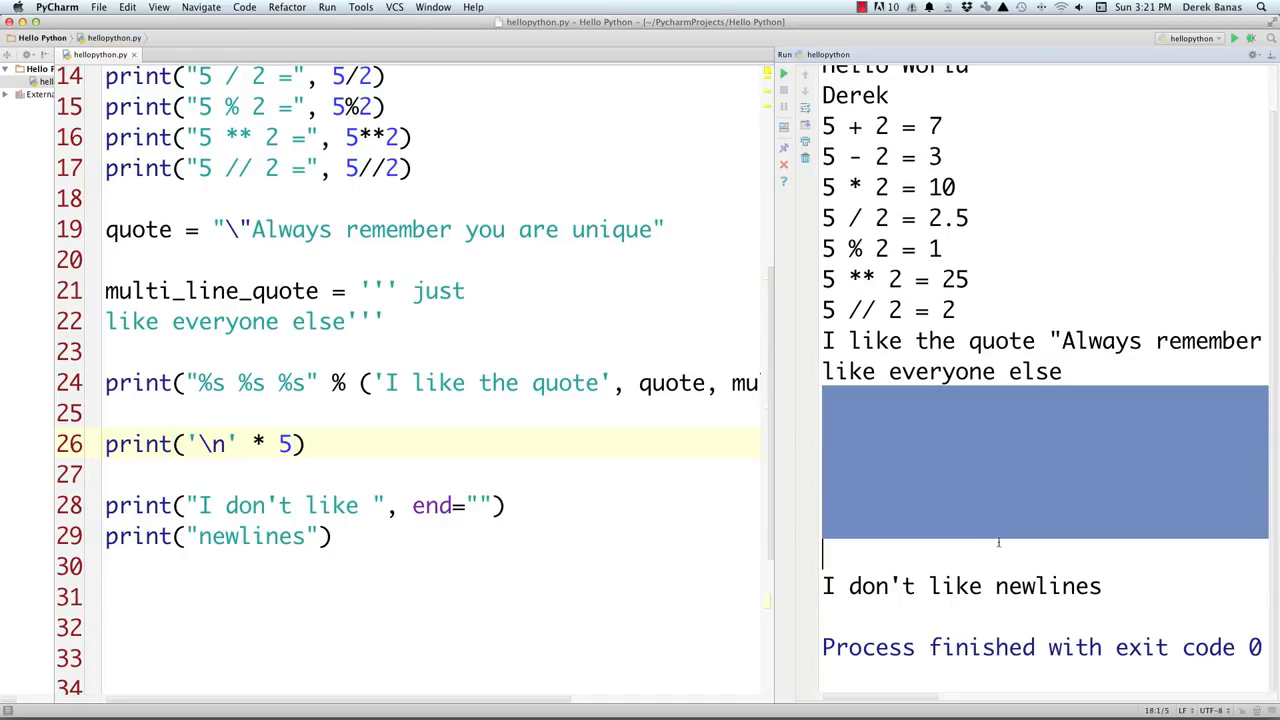 PyCharm File Edit View Navigate Code Refactor Run Tools VCS Window Help 10 Sun 3:21 PM Derek Banas
hellopython.py - Hello Python - [~/PycharmProjects/Hello Python]
Hello Python hellopython.py hellopython
hellopython.py
Run hellopython
Hello P
hell
Externa
14 print("5 / 2 =", 5/2)
15 print("5 % 2 =", 5%2)
16 print("5 ** 2 =", 5**2)
17 print("5 // 2 =", 5//2)
18
19 quote = "\"Always remember you are unique"
20
21 multi_line_quote = ''' just
22 like everyone else'''
23
24 print("%s %s %s" % ('I like the quote', quote, mul
25
26 print('\n' * 5)
27
28 print("I don't like ", end="")
29 print("newlines")
30
31
32
33
34
Hello World
Derek
5 + 2 = 7
5 - 2 = 3
5 * 2 = 10
5 / 2 = 2.5
5 % 2 = 1
5 ** 2 = 25
5 // 2 = 2
I like the quote "Always remember
like everyone else
I don't like newlines
Process finished with exit code 0
18:1/5 LF UTF-8